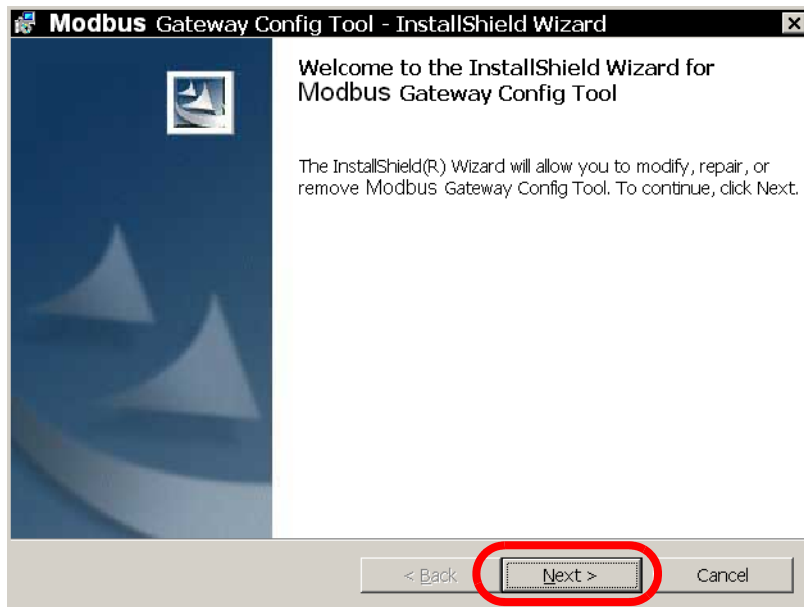 Modbus Gateway Config Tool - InstallShield Wizard
Welcome to the InstallShield Wizard for
Modbus Gateway Config Tool
The InstallShield(R) Wizard will allow you to modify, repair, or
remove Modbus Gateway Config Tool. To continue, click Next.
< Back Next > Cancel